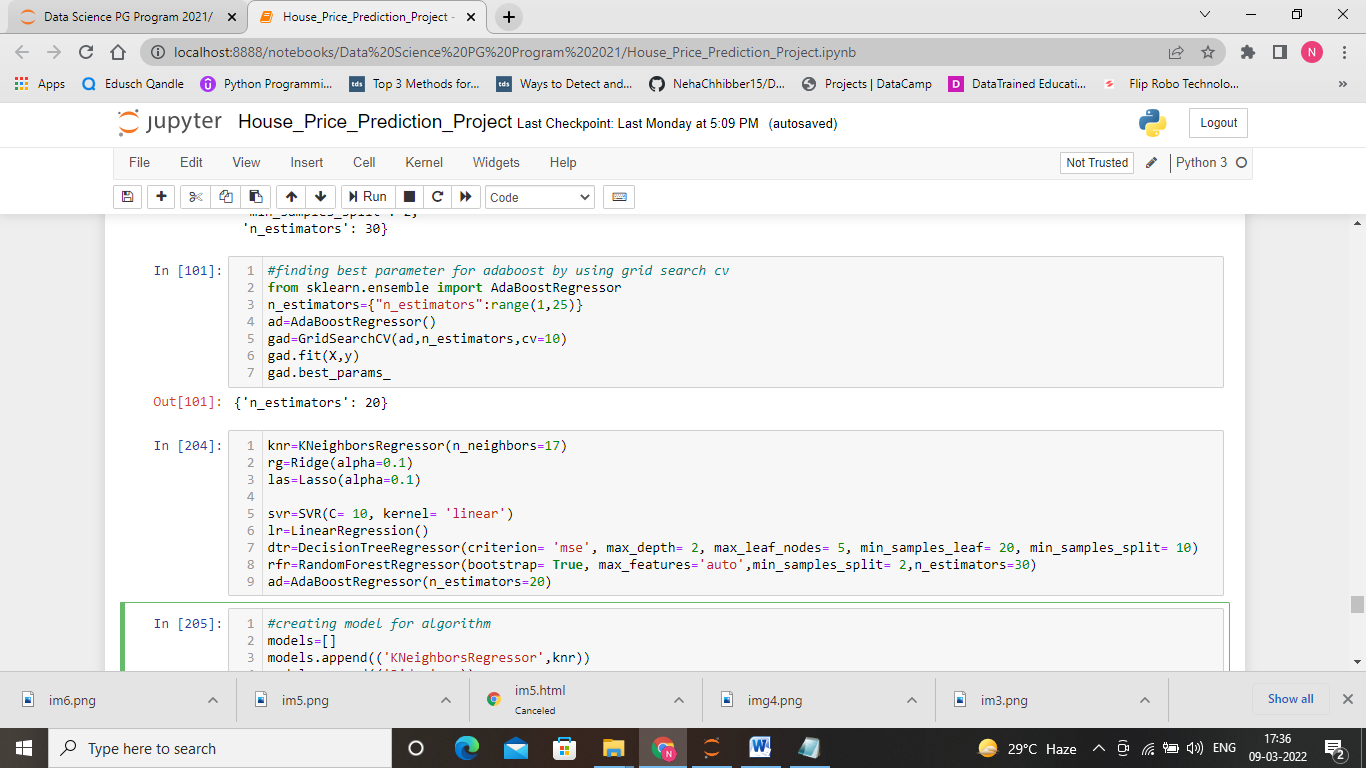 Data Science PG Program 2021/
House_Price_Prediction_Project -
localhost:8888/notebooks/Data%20Science%20PG%20Program%202021/House_Price_Prediction_Project.ipynb
N
Apps
Edusch Qandle
Python Programmi...
tds
Top 3 Methods for...
tds
Ways to Detect and...
NehaChhibber15/D...
Projects | DataCamp
D
DataTrained Educati...
Flip Robo Technolo...
»
jupyter House_Price_Prediction_Project Last Checkpoint: Last Monday at 5:09 PM (autosaved)
Logout
File Edit View Insert Cell Kernel Widgets Help
Not Trusted
Python 3
Run
Code
'min_samples_split': 2,
'n_estimators': 30}
In [101]:
1 #finding best parameter for adaboost by using grid search cv
2 from sklearn.ensemble import AdaBoostRegressor
3 n_estimators={"n_estimators":range(1,25)}
4 ad=AdaBoostRegressor()
5 gad=GridSearchCV(ad,n_estimators,cv=10)
6 gad.fit(X,y)
7 gad.best_params_
Out[101]: {'n_estimators': 20}
In [204]:
1 knr=KNeighborsRegressor(n_neighbors=17)
2 rg=Ridge(alpha=0.1)
3 las=Lasso(alpha=0.1)
4
5 svr=SVR(C= 10, kernel= 'linear')
6 lr=LinearRegression()
7 dtr=DecisionTreeRegressor(criterion= 'mse', max_depth= 2, max_leaf_nodes= 5, min_samples_leaf= 20, min_samples_split= 10)
8 rfr=RandomForestRegressor(bootstrap= True, max_features='auto',min_samples_split= 2,n_estimators=30)
9 ad=AdaBoostRegressor(n_estimators=20)
In [205]:
1 #creating model for algorithm
2 models=[]
3 models.append(('KNeighborsRegressor',knr))
im6.png
im5.png
im5.html
Canceled
img4.png
im3.png
Show all
Type here to search
N
W
29°C Haze
ENG
17:36
09-03-2022
2